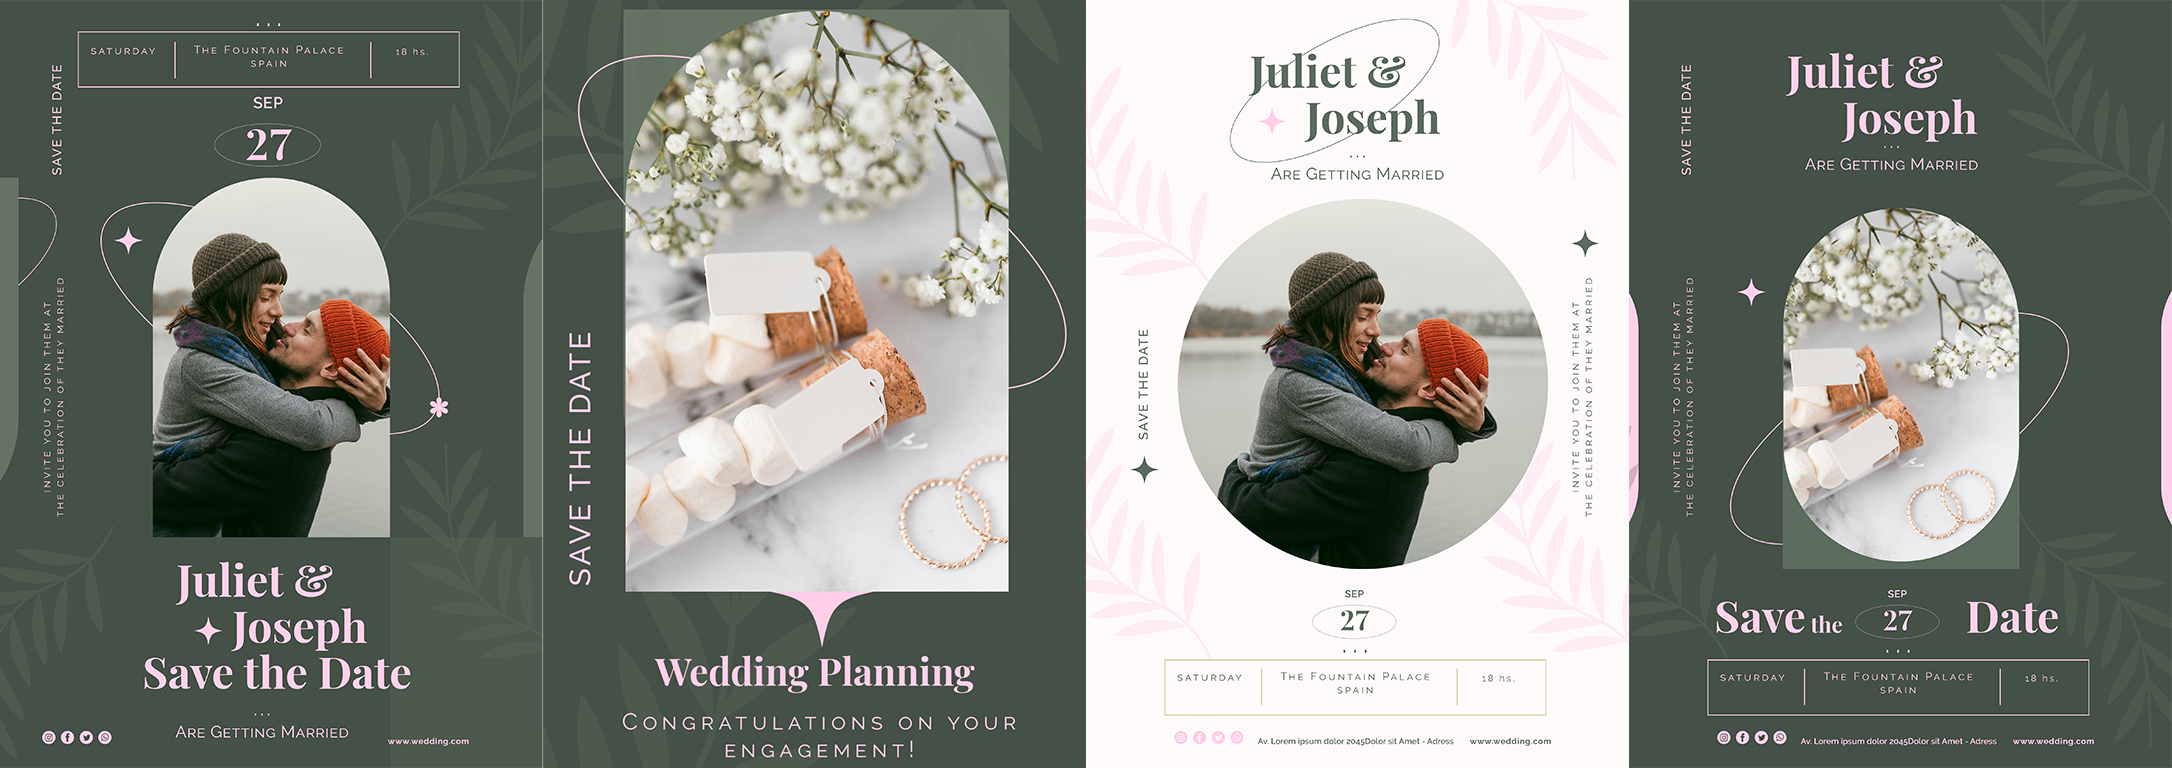 SATURDAY
THE FOUNTAIN PALACE
SPAIN
18 hs.
SAVE THE DATE
SEP
27
INVITE YOU TO JOIN THEM AT
THE CELEBRATION OF THEY MARRIED
Juliet &
Joseph
Save the Date
ARE GETTING MARRIED
www.wedding.com
SAVE THE DATE
Wedding Planning
CONGRATULATIONS ON YOUR
ENGAGEMENT!
Juliet &
Joseph
ARE GETTING MARRIED
SAVE THE DATE
INVITE YOU TO JOIN THEM AT
THE CELEBRATION OF THEY MARRIED
SEP
27
SATURDAY
THE FOUNTAIN PALACE
SPAIN
18 hs.
Av. Lorem ipsum dolor 2045Dolor sit Amet - Adress
www.wedding.com
SAVE THE DATE
Juliet &
Joseph
ARE GETTING MARRIED
INVITE YOU TO JOIN THEM AT
THE CELEBRATION OF THEY MARRIED
SEP
Save the 27 Date
SATURDAY
THE FOUNTAIN PALACE
SPAIN
18 hs.
Av. Lorem ipsum dolor 2045Dolor sit Amet - Adress
www.wedding.com